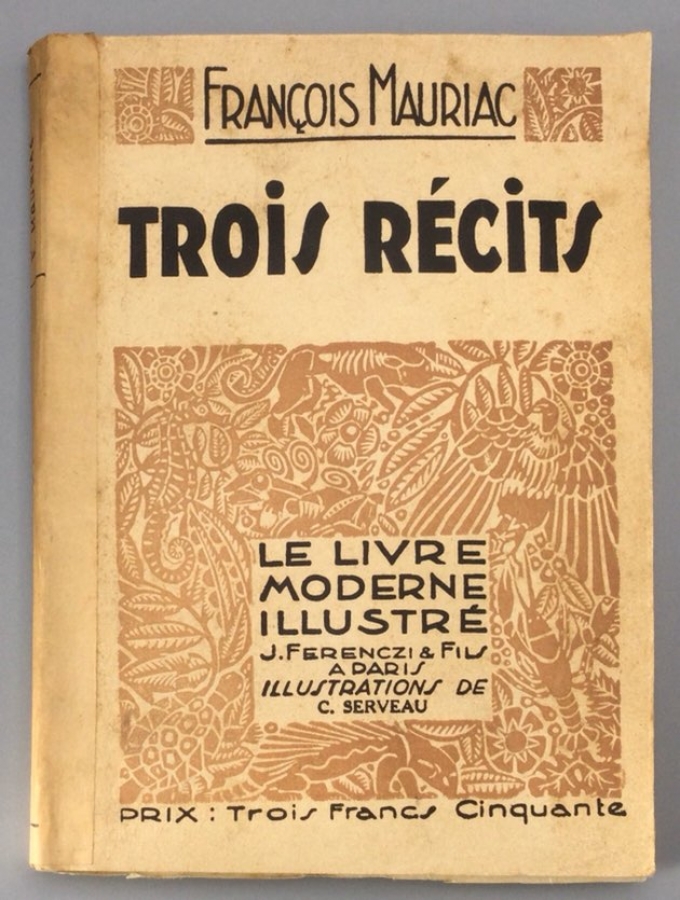 FRANÇOIS MAURIAC
TROIS RÉCITS
LE LIVRE
MODERNE
ILLUSTRÉ
J. FERENCZI & FILS
A PARIS
ILLUSTRATIONS DE
C. SERVEAU
PRIX : Trois Francs Cinquante